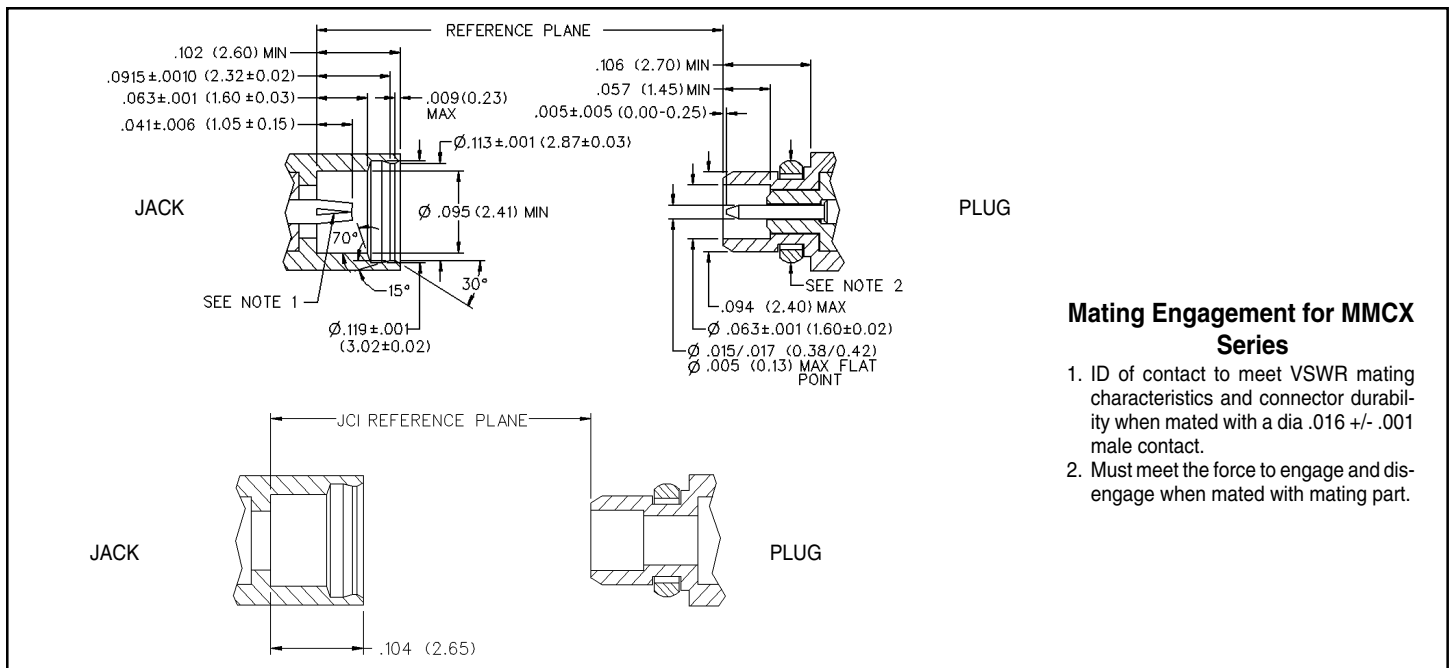 REFERENCE PLANE
.102 (2.60) MIN
.0915±.0010 (2.32±0.02)
.063±.001 (1.60±0.03)
.041±.006 (1.05±0.15)
.009(0.23)
MAX
Ø.113±.001 (2.87±0.03)
Ø .095 (2.41) MIN
JACK
70°
30°
15°
SEE NOTE 1
Ø.119±.001
(3.02±0.02)
.106 (2.70) MIN
.057 (1.45) MIN
.005±.005 (0.00-0.25)
PLUG
SEE NOTE 2
.094 (2.40) MAX
Ø .063±.001 (1.60±0.02)
Ø .015/.017 (0.38/0.42)
Ø .005 (0.13) MAX FLAT
POINT
Mating Engagement for MMCX
Series
1. ID of contact to meet VSWR mating
characteristics and connector durabil-
ity when mated with a dia .016 +/- .001
male contact.
2. Must meet the force to engage and dis-
engage when mated with mating part.
JCI REFERENCE PLANE
JACK
PLUG
.104 (2.65)